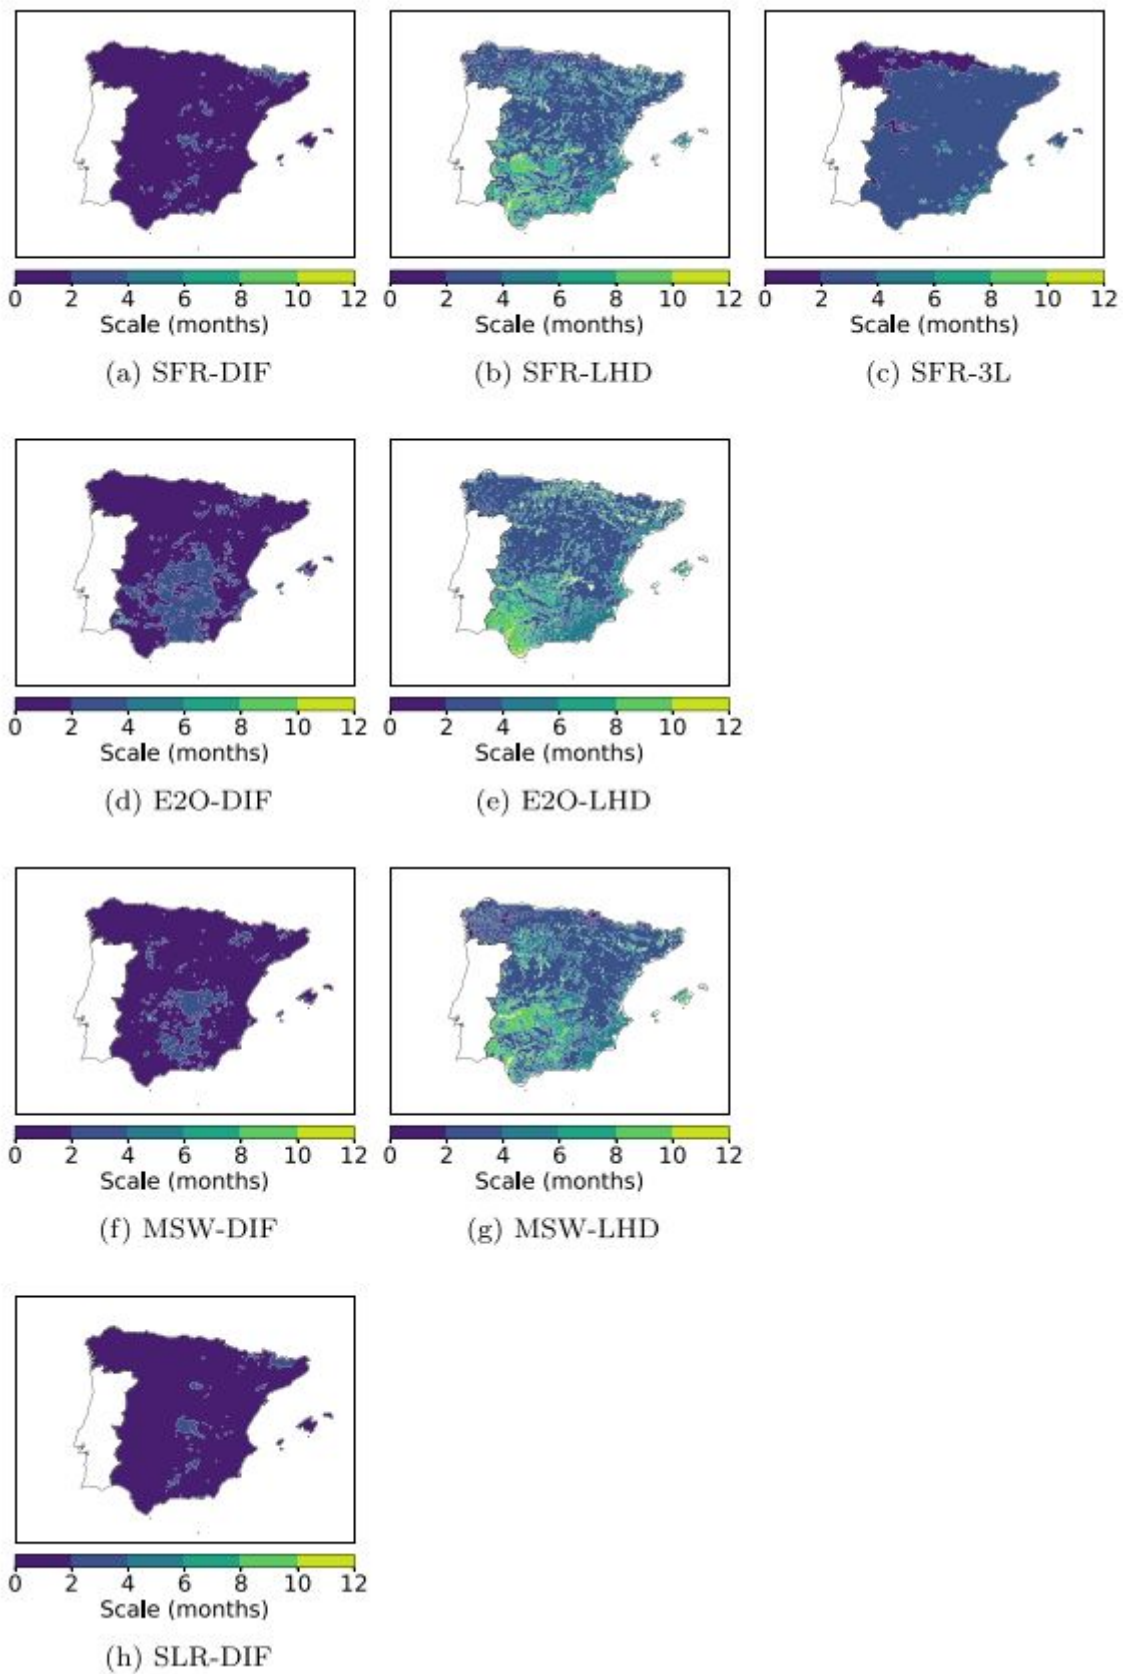 0 2 4 6 8 10 12 0 2 4 6 8 10 12 0 2 4 6 8 10 12
Scale (months) Scale (months) Scale (months)
(a) SFR-DIF (b) SFR-LHD (c) SFR-3L
0 2 4 6 8 10 12 0 2 4 6 8 10 12
Scale (months) Scale (months)
(d) E2O-DIF (e) E2O-LHD
0 2 4 6 8 10 12 0 2 4 6 8 10 12
Scale (months) Scale (months)
(f) MSW-DIF (g) MSW-LHD
0 2 4 6 8 10 12
Scale (months)
(h) SLR-DIF